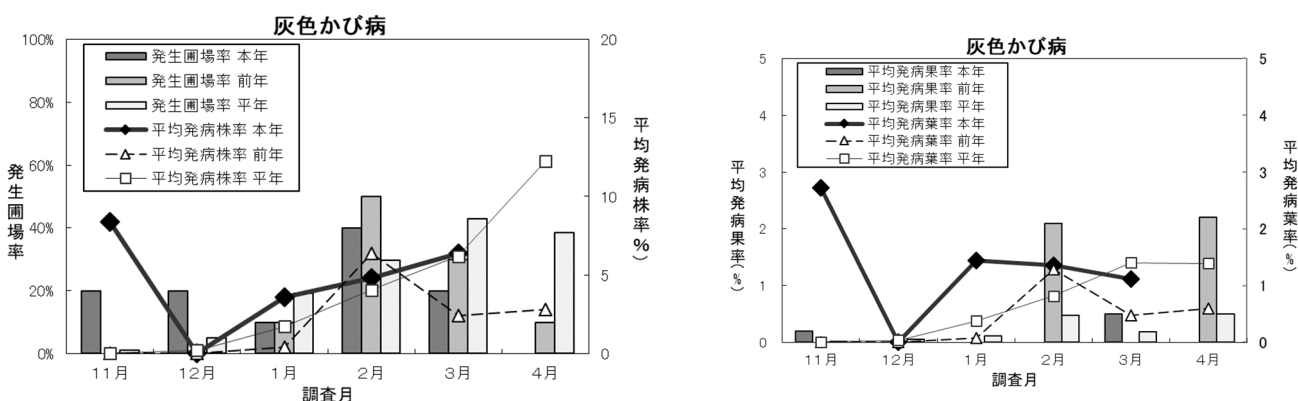 灰色かび病
100%
80%
60%
40%
20%
0%
発生圃場率
発生圃場率 本年
発生圃場率 前年
発生圃場率 平年
平均発病株率 本年
平均発病株率 前年
平均発病株率 平年
20
15
10
5
0
平均発病株率%)
11月 12月 1月 2月 3月 4月
調査月
灰色かび病
5
4
3
2
1
0
平均発病果率(%)
平均発病果率 本年
平均発病果率 前年
平均発病果率 平年
平均発病葉率 本年
平均発病葉率 前年
平均発病葉率 平年
5
4
3
2
1
0
平均発病葉率(%)
11月 12月 1月 2月 3月 4月
調査月